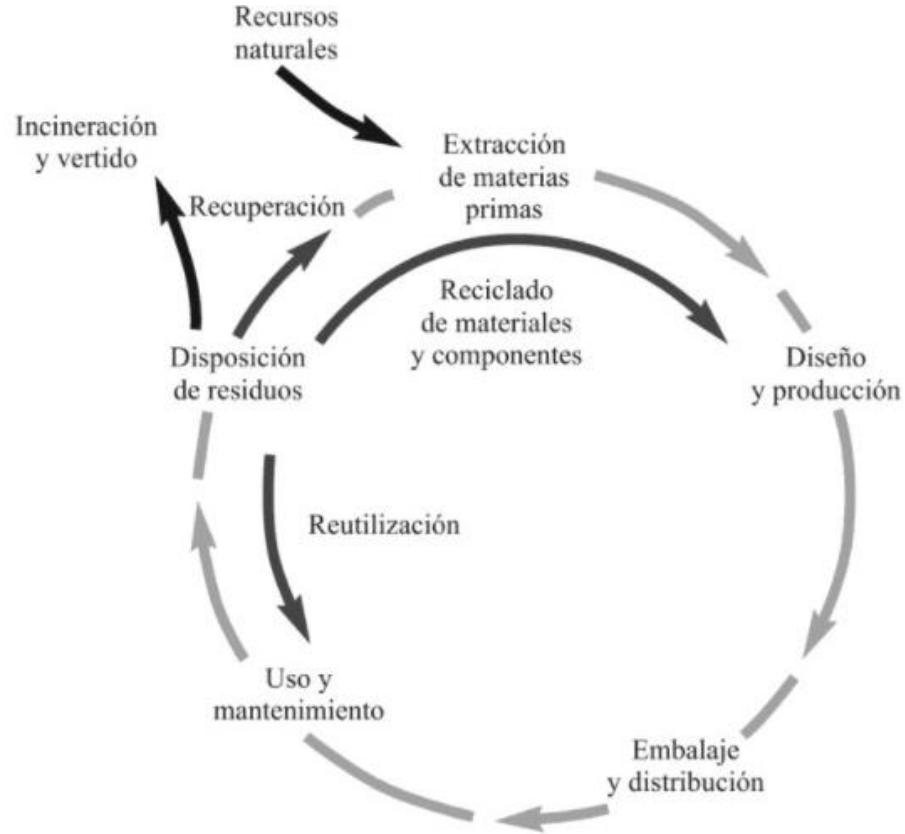 Recursos
naturales
Incineración
y vertido
Extracción
de materias
primas
Recuperación
Reciclado
de materiales
y componentes
Disposición
de residuos
Diseño
y producción
Reutilización
Uso y
mantenimiento
Embalaje
y distribución